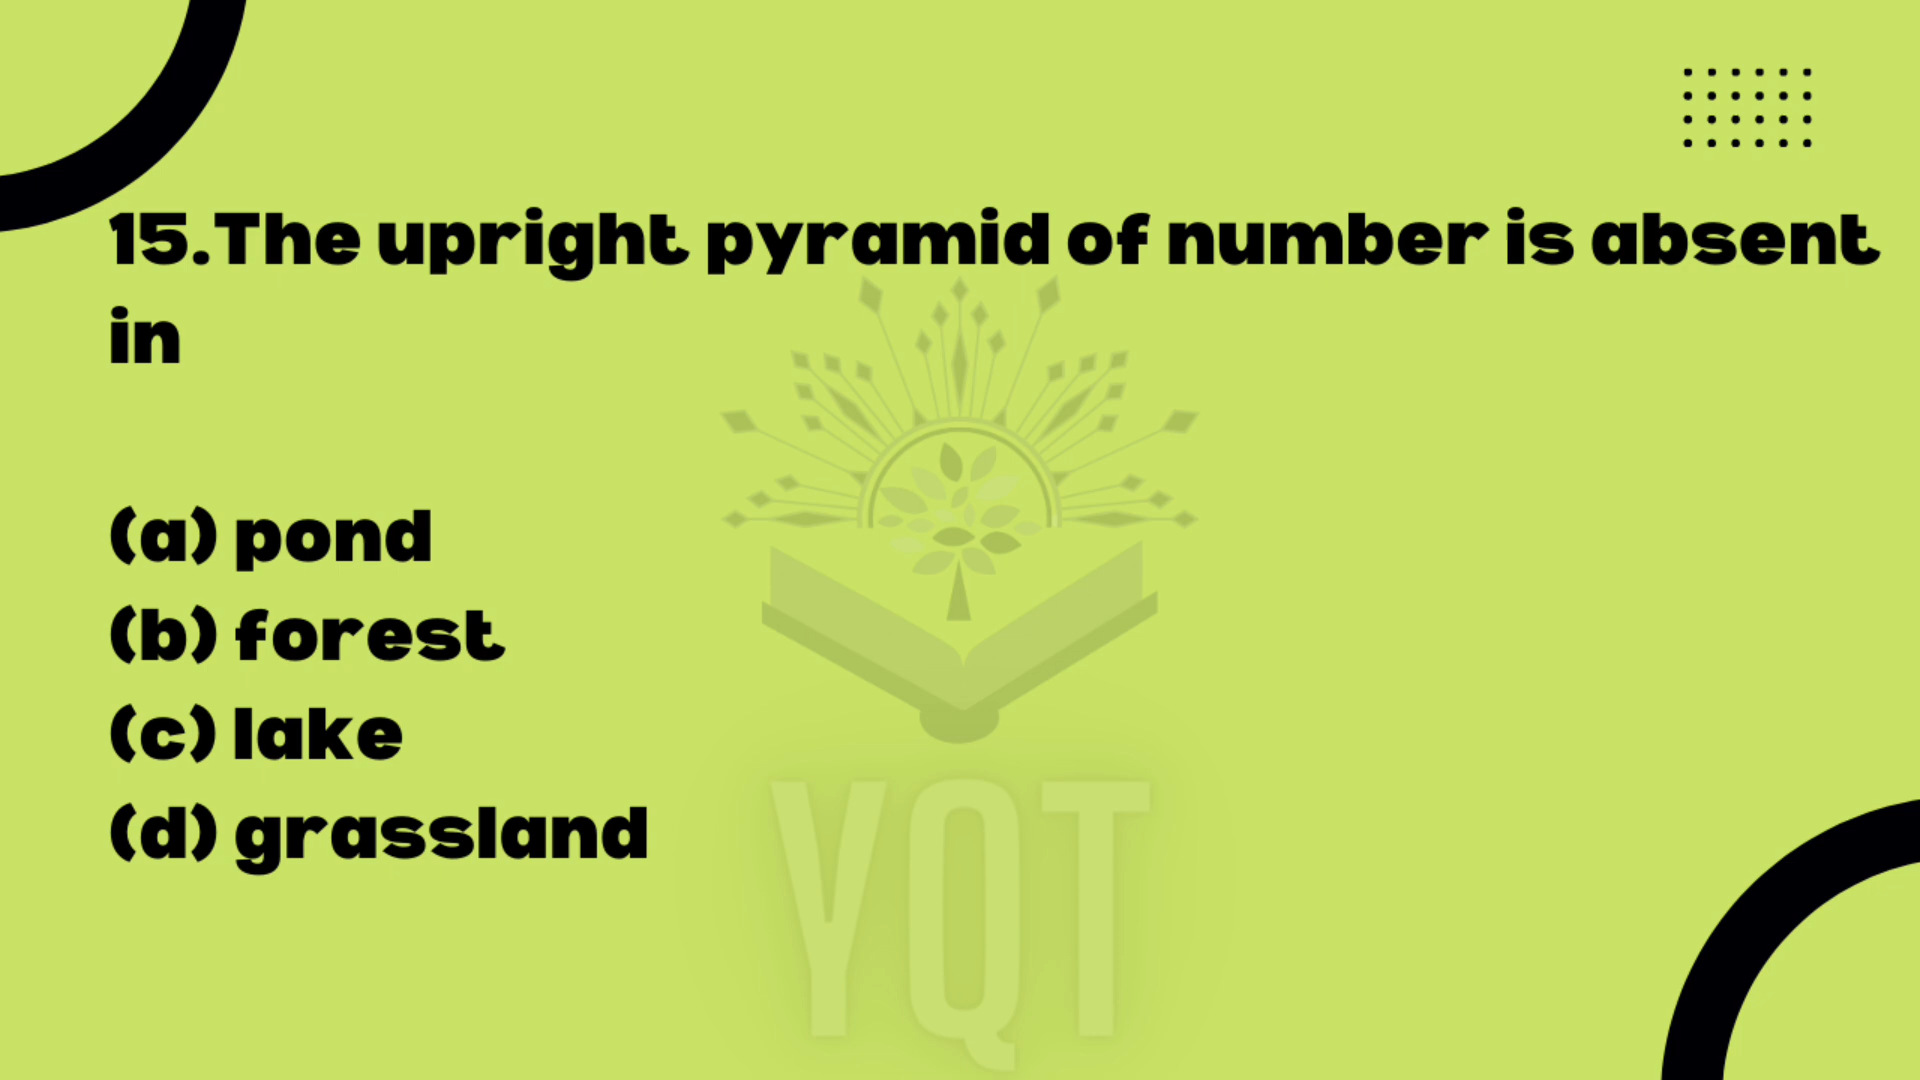 15.The upright pyramid of number is absent
in
(a) pond
(b) forest
(c) lake
(d) grassland
YQT